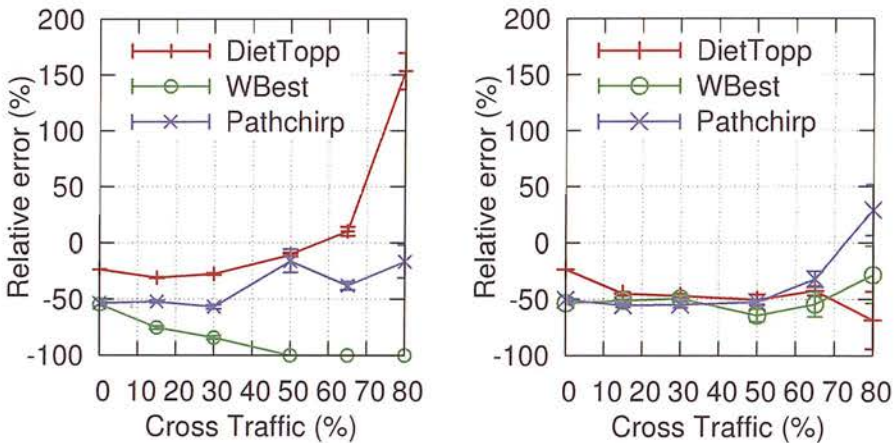 200
150
100
50
0
-50
-100
Relative error (%)
DietTopp
WBest
Pathchirp
0 10 20 30 40 50 60 70 80
Cross Traffic (%)
200
150
100
50
0
-50
-100
Relative error (%)
DietTopp
WBest
Pathchirp
0 10 20 30 40 50 60 70 80
Cross Traffic (%)